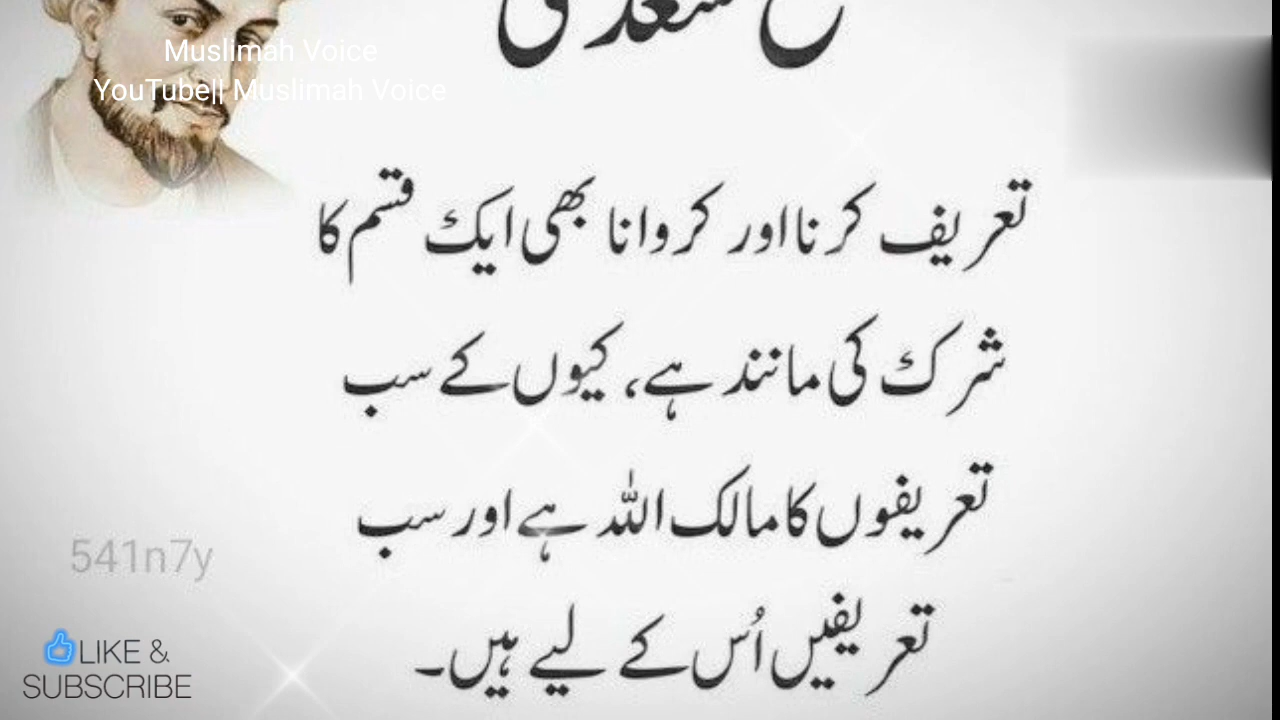 Muslimah Voice
YouTube|| Muslimah Voice
تعریف کرنا اور کروانا بھی ایک قسم کا
شرک کی مانند ہے، کیوں کے سب
تعریفوں کا مالک اللہ ہے اور سب
تعریفیں اُس کے لیے ہیں۔
541n7y
LIKE &
SUBSCRIBE